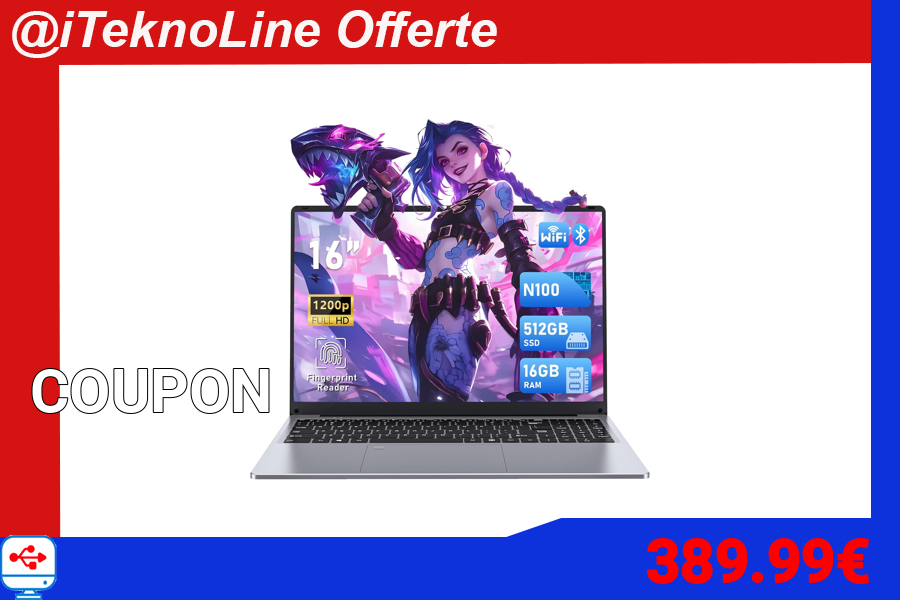 @iTeknoLine Offerte
16”
WiFi
N100
1200p
FULL HD
512GB
SSD
16GB
RAM
Fingerprint
Reader
COUPON
389.99€